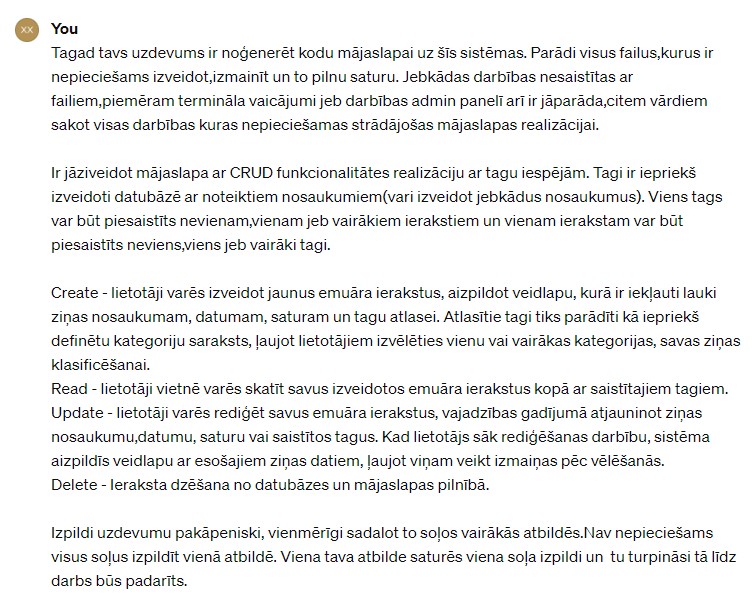 XX You
Tagad tavs uzdevums ir noģenerēt kodu mājaslapai uz šīs sistēmas. Parādi visus failus,kurus ir
nepieciešams izveidot,izmainīt un to pilnu saturu. Jebkādas darbības nesaistītas ar
failiem,piemēram termināla vaicājumi jeb darbības admin panelī arī ir jāparāda,citem vārdiem
sakot visas darbības kuras nepieciešamas strādājošas mājaslapas realizācijai.
Ir jāziveidot mājaslapa ar CRUD funkcionalitātes realizāciju ar tagu iespējām. Tagi ir iepriekš
izveidoti datubāzē ar noteiktiem nosaukumiem(vari izveidot jebkādus nosaukumus). Viens tags
var būt piesaistīts nevienam,vienam jeb vairākiem ierakstiem un vienam ierakstam var būt
piesaistīts neviens,viens jeb vairāki tagi.
Create - lietotāji varēs izveidot jaunus emuāra ierakstus, aizpildot veidlapu, kurā ir iekļauti lauki
ziņas nosaukumam, datumam, saturam un tagu atlasei. Atlasītie tagi tiks parādīti kā iepriekš
definētu kategoriju saraksts, ļaujot lietotājiem izvēlēties vienu vai vairākas kategorijas, savas ziņas
klasificēšanai.
Read - lietotāji vietnē varēs skatīt savus izveidotos emuāra ierakstus kopā ar saistītajiem tagiem.
Update - lietotāji varēs rediģēt savus emuāra ierakstus, vajadzības gadījumā atjauninot ziņas
nosaukumu,datumu, saturu vai saistītos tagus. Kad lietotājs sāk rediģēšanas darbību, sistēma
aizpildīs veidlapu ar esošajiem ziņas datiem, ļaujot viņam veikt izmaiņas pēc vēlēšanās.
Delete - Ieraksta dzēšana no datubāzes un mājaslapas pilnībā.
Izpildi uzdevumu pakāpeniski, vienmērīgi sadalot to soļos vairākās atbildēs.Nav nepieciešams
visus soļus izpildīt vienā atbildē. Viena tava atbilde saturēs viena soļa izpildi un  tu turpināsi tā līdz
darbs būs padarīts.